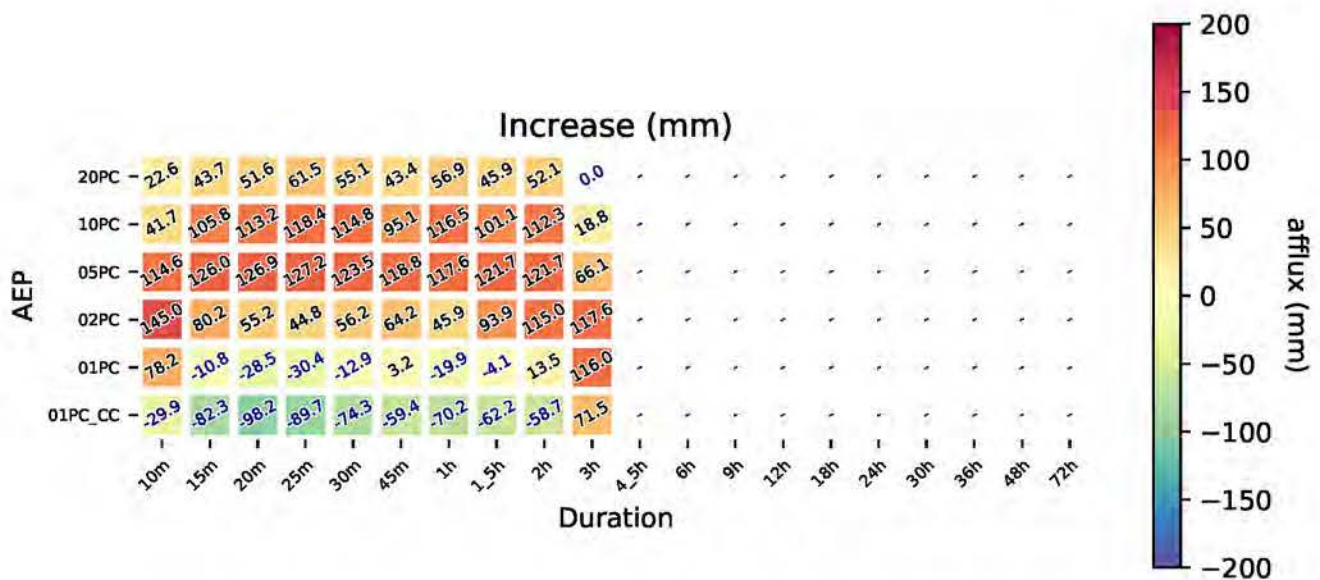 Increase (mm)
AEP
20PC 22.6 43.7 51.6 61.5 55.1 43.4 56.9 45.9 52.1 0.0 - - - - - - - - - -
10PC 41.7 105.8 113.2 118.4 114.8 95.1 116.5 101.1 112.3 18.8 - - - - - - - - - -
05PC 114.6 126.0 126.9 127.2 123.5 118.8 117.6 121.7 121.7 66.1 - - - - - - - - - -
02PC 145.0 80.2 55.2 44.8 56.2 64.2 45.9 93.9 115.0 117.6 - - - - - - - - - -
01PC 78.2 -10.8 -28.5 -30.4 -12.9 3.2 -19.9 -4.1 13.5 116.0 - - - - - - - - - -
01PC_CC -29.9 -82.3 -98.2 -89.7 -74.3 -59.4 -70.2 -62.2 -58.7 71.5 - - - - - - - - - -
10m 15m 20m 25m 30m 45m 1h 1_5h 2h 3h 4_5h 6h 9h 12h 18h 24h 30h 36h 48h 72h
Duration
200
150
100
50
0
−50
−100
−150
−200
afflux (mm)